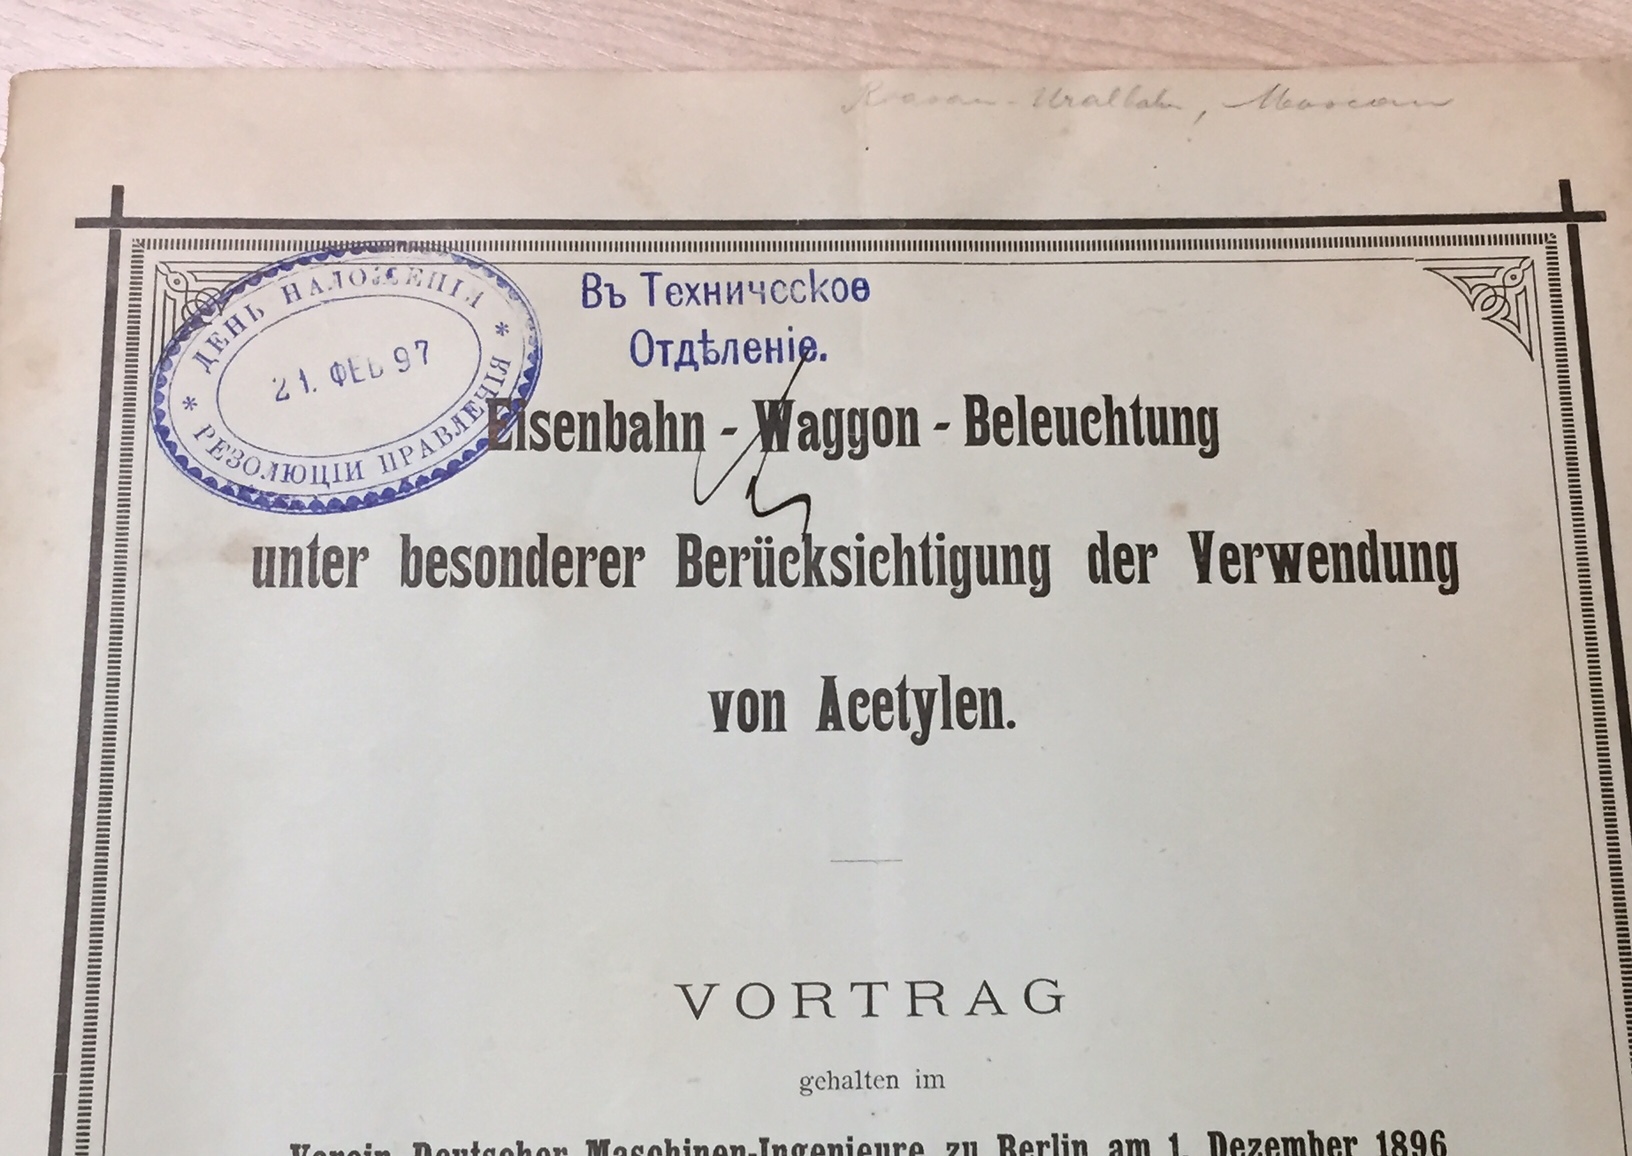 Kasan-Uralbahn, Moscau
ДЕНЬ НАЛОЖЕНІЯ
21. ФЕВ 97
РЕЗОЛЮЦІИ ПРАВЛЕНІЯ
Въ Техническое
Отдѣленіе.
Eisenbahn - Waggon - Beleuchtung
unter besonderer Berücksichtigung der Verwendung
von Acetylen.
VORTRAG
gehalten im
Verein Deutscher Maschinen-Ingenieure zu Berlin am 1. Dezember 1896